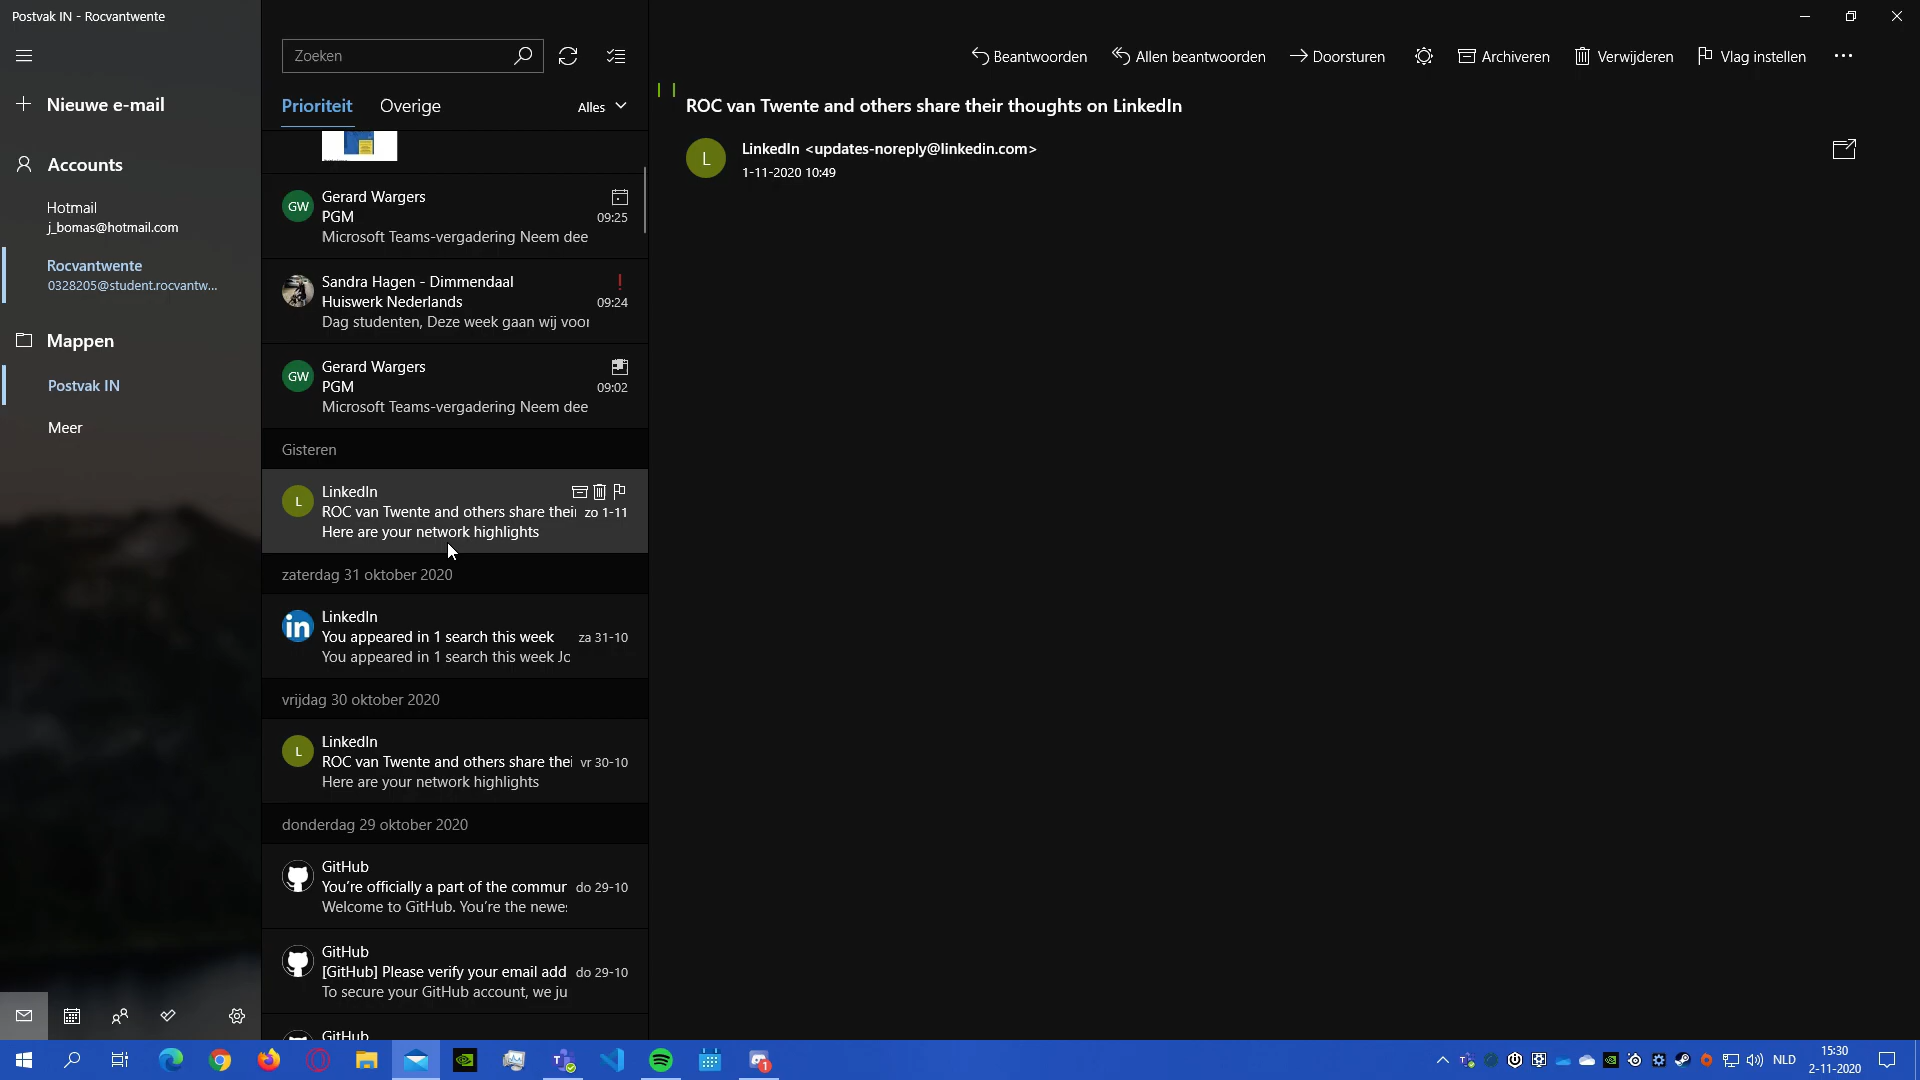 Postvak IN - Rocvantwente
Nieuwe e-mail
Accounts
Hotmail
j_bomas@hotmail.com
Rocvantwente
0328205@student.rocvantw...
Mappen
Postvak IN
Meer
Zoeken
Prioriteit
Overige
Alles
GW
Gerard Wargers
PGM
09:25
Microsoft Teams-vergadering Neem dee
Sandra Hagen - Dimmendaal
Huiswerk Nederlands
09:24
Dag studenten, Deze week gaan wij voor
GW
Gerard Wargers
PGM
09:02
Microsoft Teams-vergadering Neem dee
Gisteren
L
LinkedIn
ROC van Twente and others share their
zo 1-11
Here are your network highlights
zaterdag 31 oktober 2020
in
LinkedIn
You appeared in 1 search this week
za 31-10
You appeared in 1 search this week Jo
vrijdag 30 oktober 2020
L
LinkedIn
ROC van Twente and others share thei
vr 30-10
Here are your network highlights
donderdag 29 oktober 2020
GitHub
You're officially a part of the commun
do 29-10
Welcome to GitHub. You're the newes
GitHub
[GitHub] Please verify your email add
do 29-10
To secure your GitHub account, we ju
GitHub
Beantwoorden
Allen beantwoorden
Doorsturen
Archiveren
Verwijderen
Vlag instellen
ROC van Twente and others share their thoughts on LinkedIn
L
LinkedIn <updates-noreply@linkedin.com>
1-11-2020 10:49
1
NLD
15:30
2-11-2020